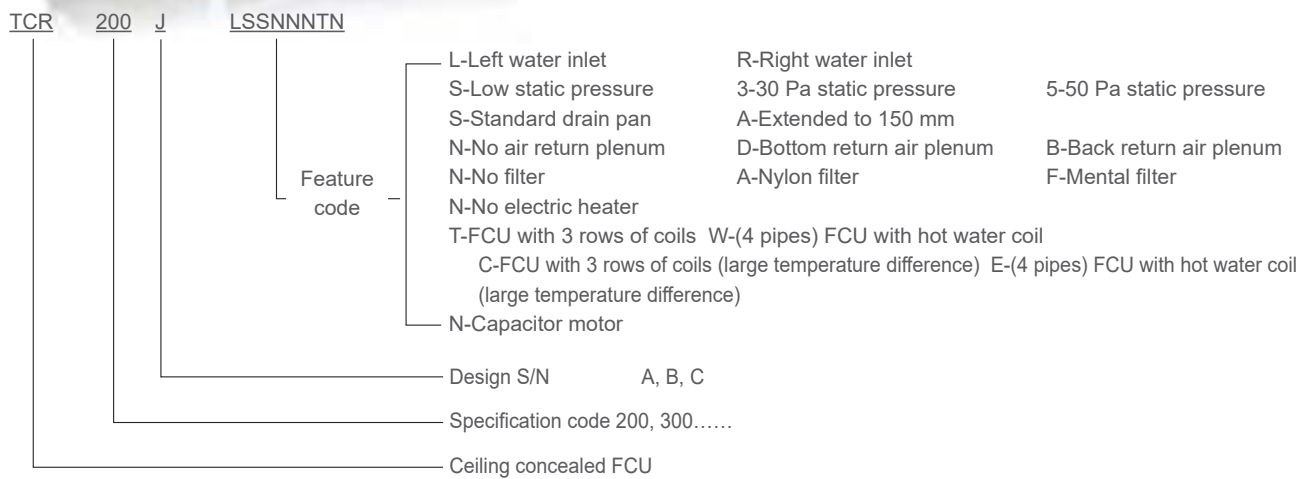 TCR 200 J LSSNNNTN
L-Left water inlet R-Right water inlet
S-Low static pressure 3-30 Pa static pressure 5-50 Pa static pressure
S-Standard drain pan A-Extended to 150 mm
N-No air return plenum D-Bottom return air plenum B-Back return air plenum
Feature
code
N-No filter A-Nylon filter F-Mental filter
N-No electric heater
T-FCU with 3 rows of coils W-(4 pipes) FCU with hot water coil
C-FCU with 3 rows of coils (large temperature difference) E-(4 pipes) FCU with hot water coil
(large temperature difference)
N-Capacitor motor
Design S/N A, B, C
Specification code 200, 300......
Ceiling concealed FCU